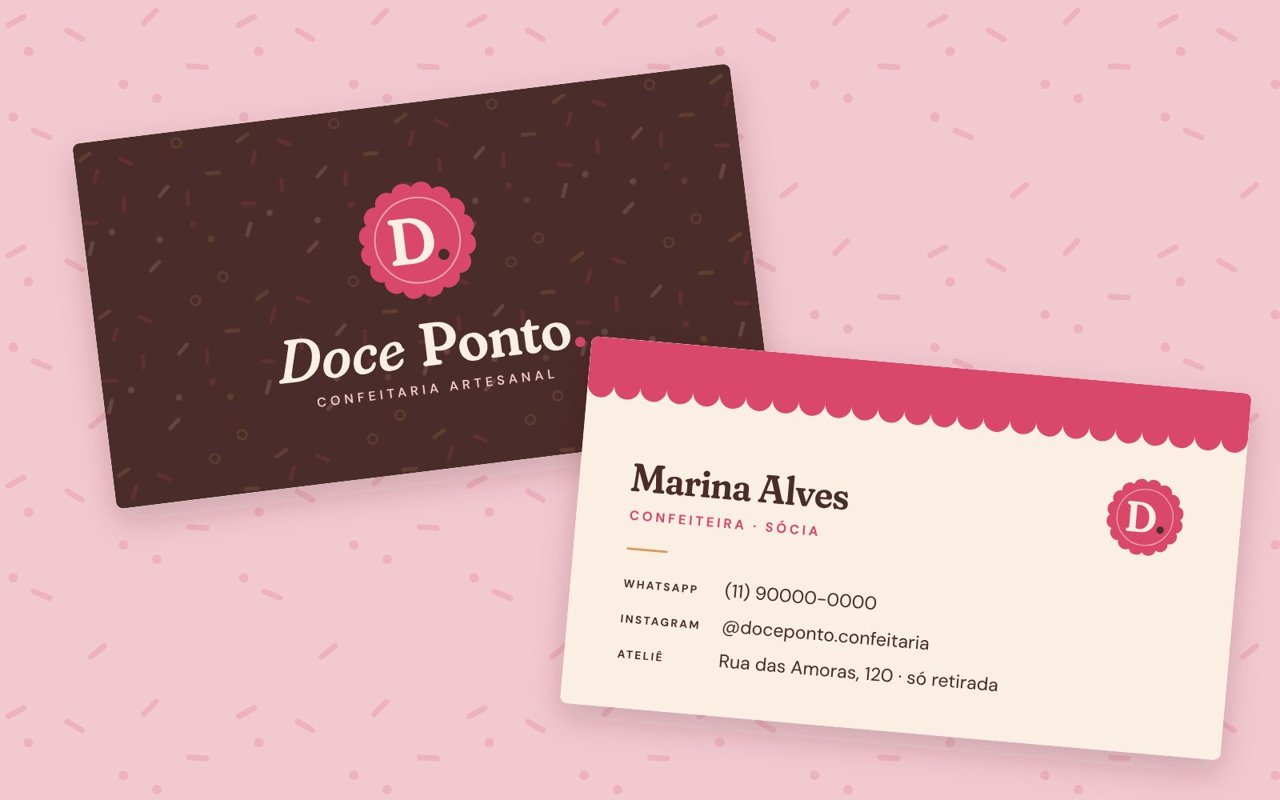 D.
Doce Ponto.
CONFEITARIA ARTESANAL
Marina Alves
CONFEITEIRA · SÓCIA
D.
WHATSAPP (11) 90000-0000
INSTAGRAM @doceponto.confeitaria
ATELIÊ Rua das Amoras, 120 · só retirada